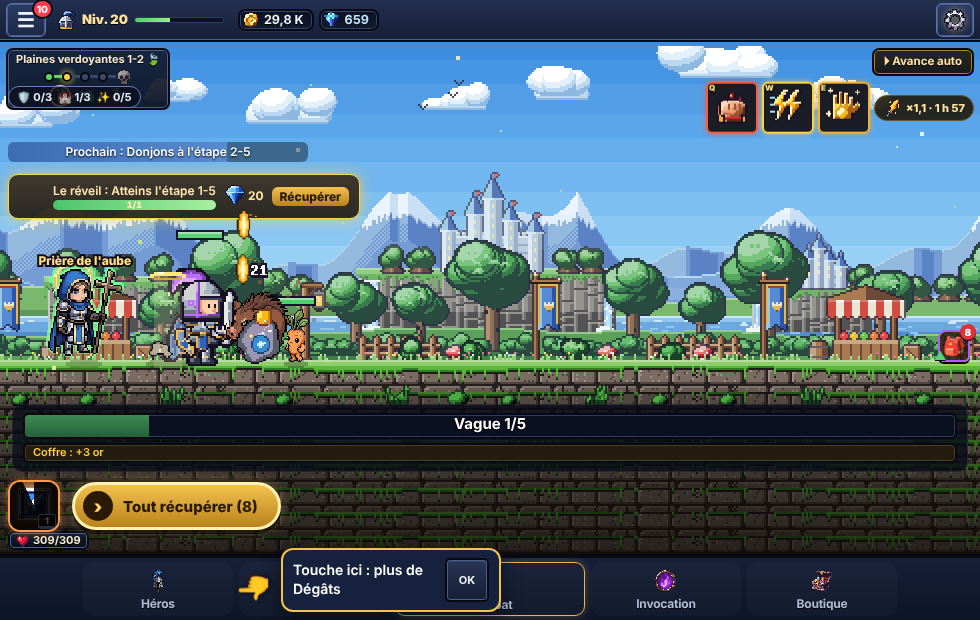 10
Niv. 20
29,8 K
659
Plaines verdoyantes 1-2
0/3
1/3
0/5
Avance auto
Q
W
E
×1,1 · 1 h 57
Prochain : Donjons à l'étape 2-5
Le réveil : Atteins l'étape 1-5
1/1
20
Récupérer
Prière de l'aube
21
8
Vague 1/5
Coffre : +3 or
1
Tout récupérer (8)
309/309
Touche ici : plus de
Dégâts
OK
Héros
Invocation
Boutique